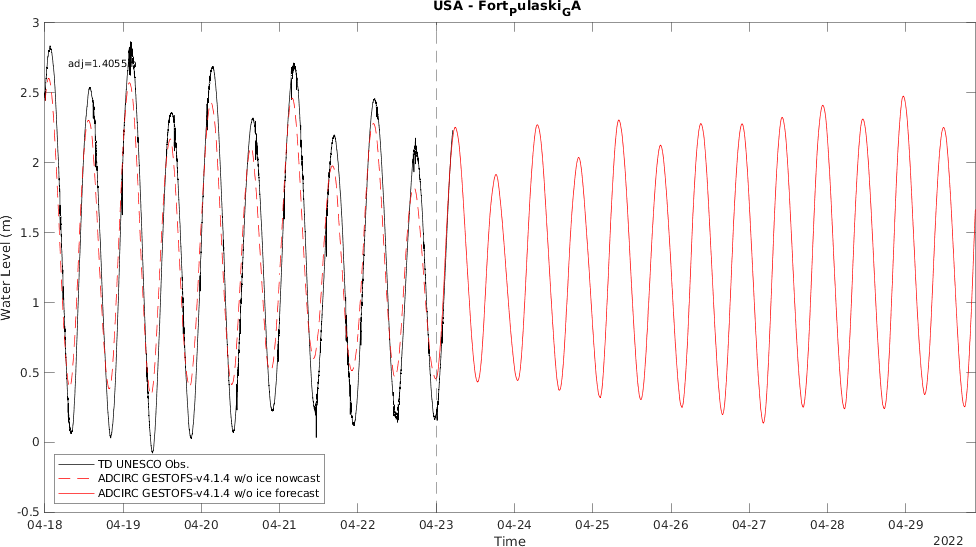 USA - FortPulaskiGA
3
adj=1.4055
2.5
2
1.5
1
0.5
0
-0.5
Water Level (m)
TD UNESCO Obs.
ADCIRC GESTOFS-v4.1.4 w/o ice nowcast
ADCIRC GESTOFS-v4.1.4 w/o ice forecast
04-18 04-19 04-20 04-21 04-22 04-23 04-24 04-25 04-26 04-27 04-28 04-29
Time
2022